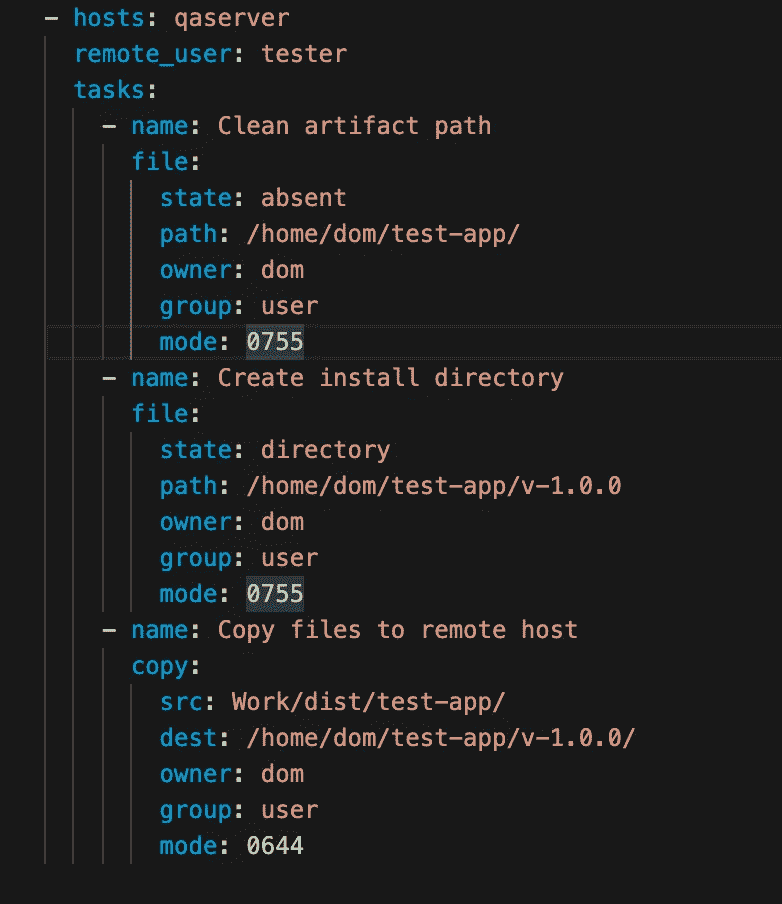 - hosts: qaserver
  remote_user: tester
  tasks:
    - name: Clean artifact path
      file:
        state: absent
        path: /home/dom/test-app/
        owner: dom
        group: user
        mode: 0755
    - name: Create install directory
      file:
        state: directory
        path: /home/dom/test-app/v-1.0.0
        owner: dom
        group: user
        mode: 0755
    - name: Copy files to remote host
      copy:
        src: Work/dist/test-app/
        dest: /home/dom/test-app/v-1.0.0/
        owner: dom
        group: user
        mode: 0644